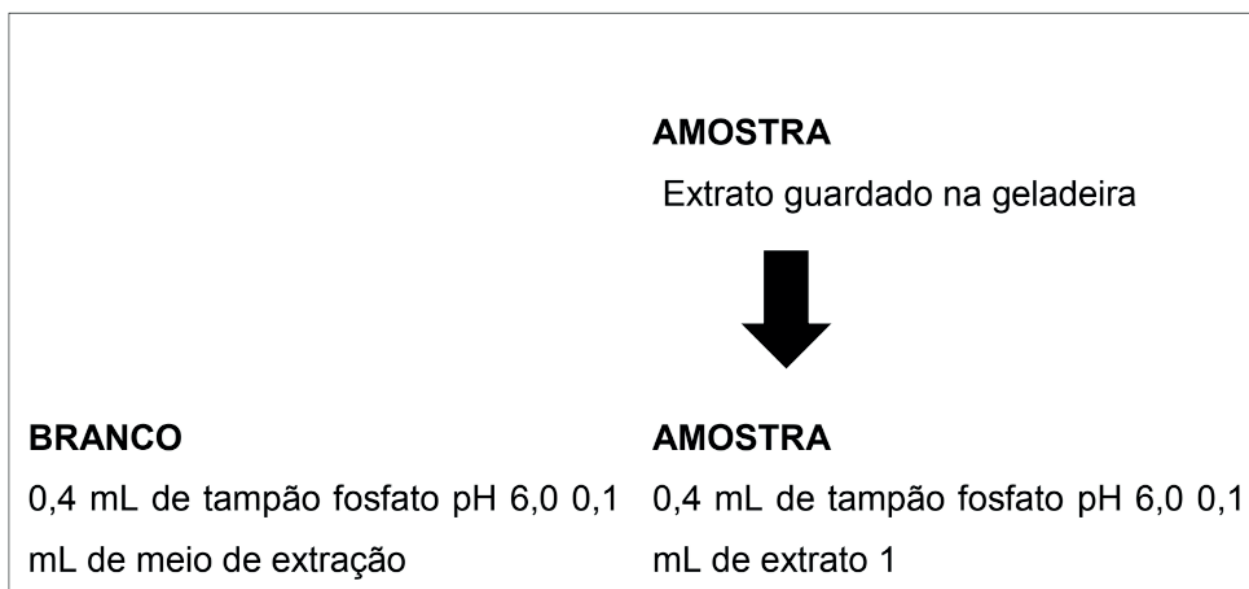 AMOSTRA
Extrato guardado na geladeira
BRANCO
0,4 mL de tampão fosfato pH 6,0 0,1
mL de meio de extração
AMOSTRA
0,4 mL de tampão fosfato pH 6,0 0,1
mL de extrato 1